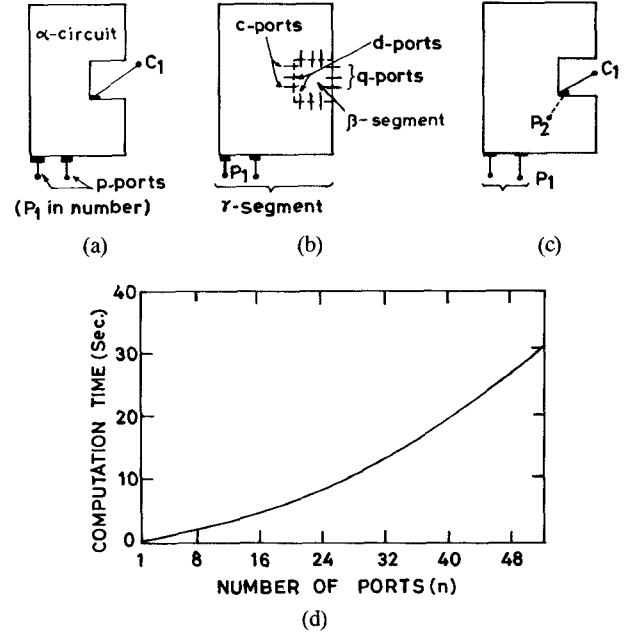 α-circuit
C1
p-ports
(P1 in number)
(a)
c-ports
d-ports
q-ports
β-segment
P1
γ-segment
(b)
C1
P2
P1
(c)
COMPUTATION TIME (Sec.)
40
30
20
10
0
1 8 16 24 32 40 48
NUMBER OF PORTS (n)
(d)